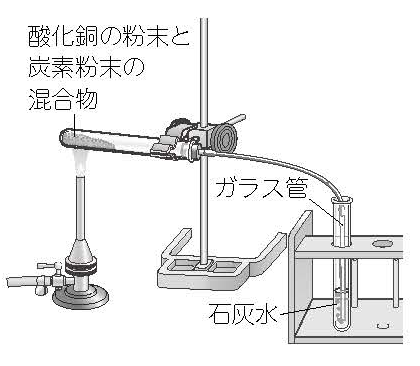 酸化銅の粉末と
炭素粉末の
混合物
ガラス管
石灰水